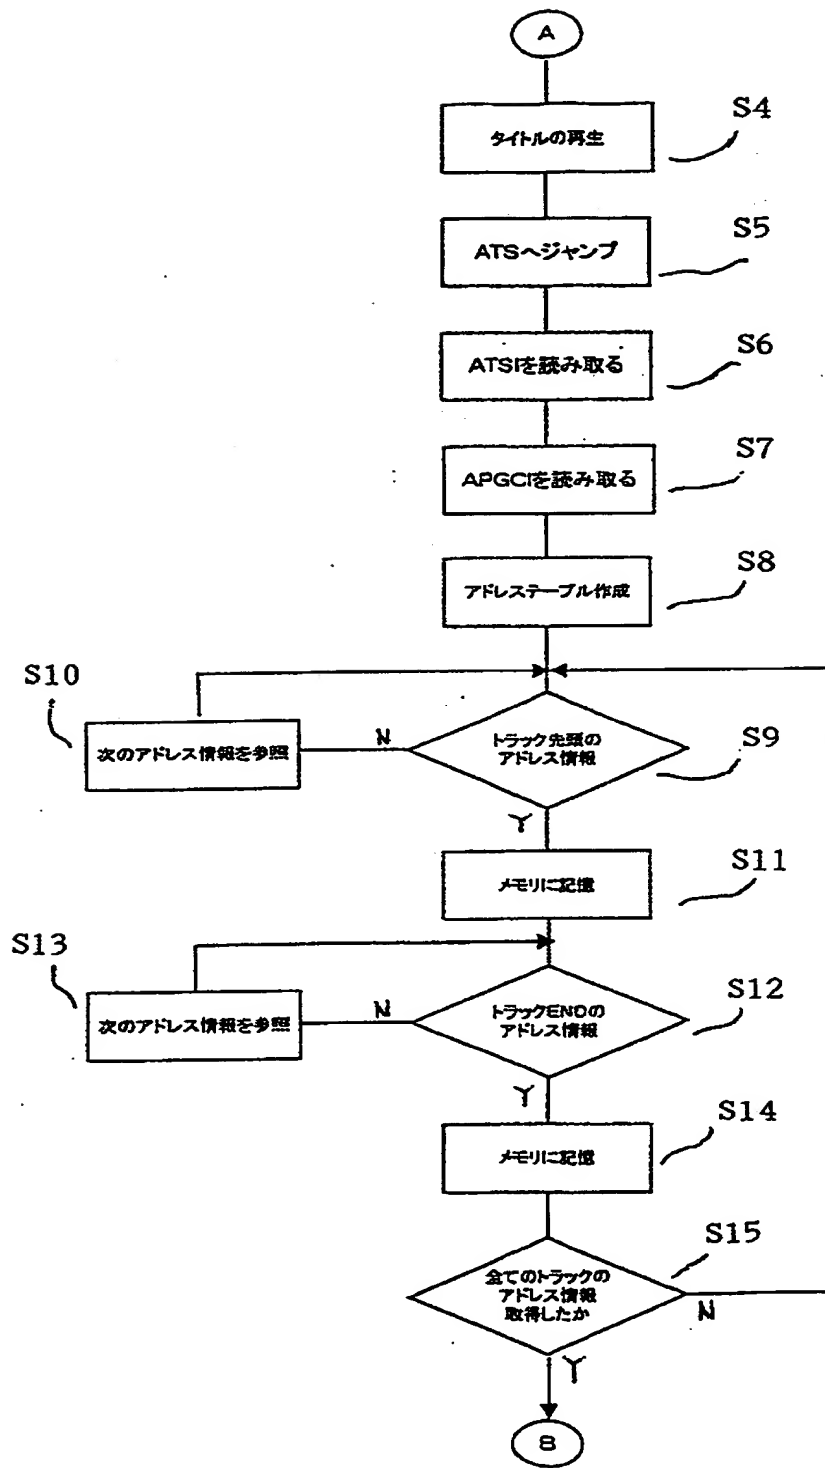 A
タイトルの再生
S4
ATSへジャンプ
S5
ATSIを読み取る
S6
APGCIを読み取る
S7
アドレステーブル作成
S8
S10
次のアドレス情報を参照
N
トラック先頭の
アドレス情報
S9
Y
メモリに記憶
S11
S13
次のアドレス情報を参照
N
トラックENDの
アドレス情報
S12
Y
メモリに記憶
S14
全てのトラックの
アドレス情報
取得したか
S15
N
Y
B